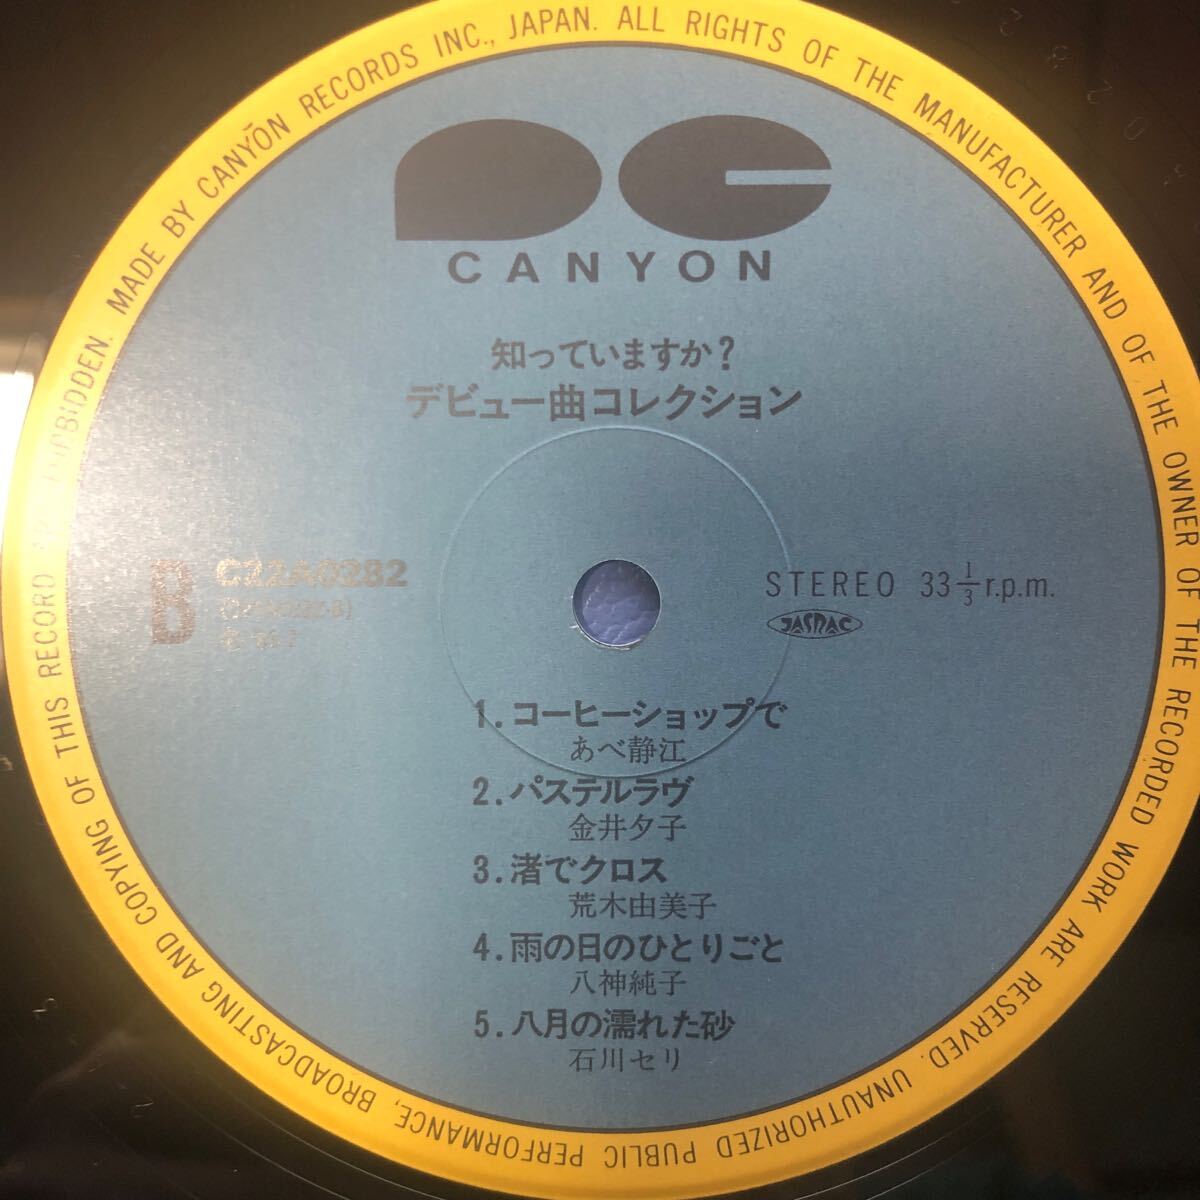 MADE BY CANYON RECORDS INC., JAPAN. ALL RIGHTS OF THE MANUFACTURER AND OF THE OWNER OF THE RECORDED WORK ARE RESERVED. UNAUTHORIZED PUBLIC PERFORMANCE, BROADCASTING AND COPYING OF THIS RECORD FORBIDDEN.
CANYON
知っていますか?
デビュー曲コレクション
B
C22A0282
STEREO 33 1/3 r.p.m.
JASRAC
1.コーヒーショップで
あべ静江
2.パステルラヴ
金井夕子
3.渚でクロス
荒木由美子
4.雨の日のひとりごと
八神純子
5.八月の濡れた砂
石川セリ